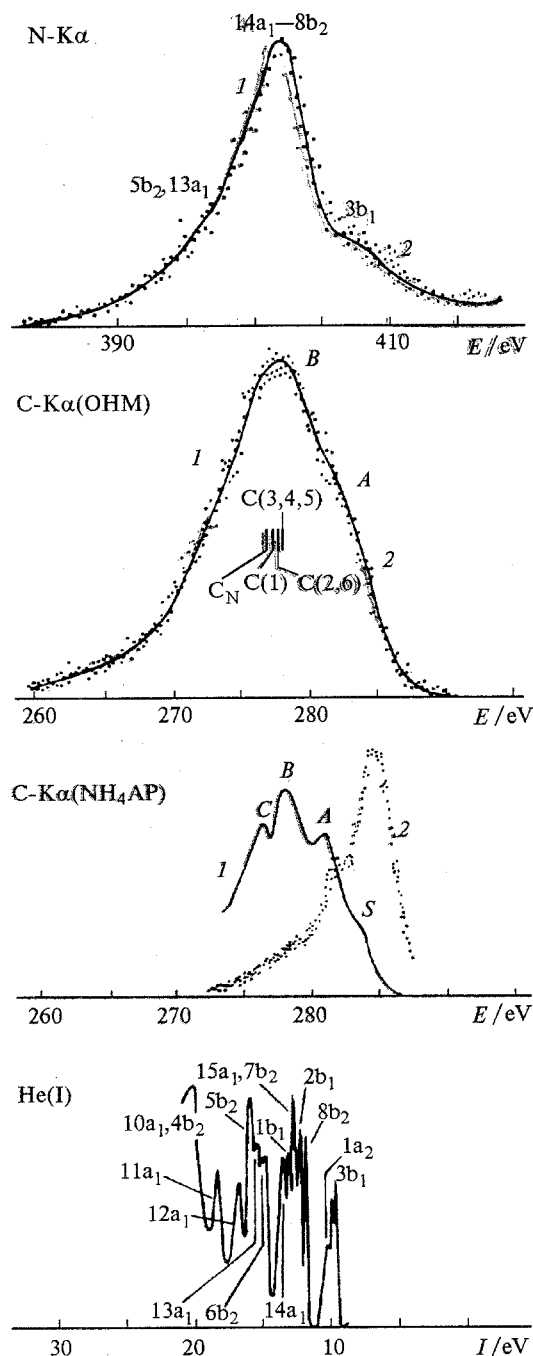 N-Kα
14a₁—8b₂
1
5b₂,13a₁
3b₁
2
390
410
E/eV
C-Kα(OHM)
B
1
A
C(3,4,5)
2
C_N C(1) C(2,6)
260
270
280
E/eV
C-Kα(NH₄AP)
B
C
A
2
1
S
260
270
280
E/eV
He(I)
15a₁,7b₂
2b₁
5b₂
1b₁
8b₂
10a₁,4b₂
1a₂
3b₁
11a₁
12a₁
13a₁
6b₂
14a₁
30
20
10
I/eV